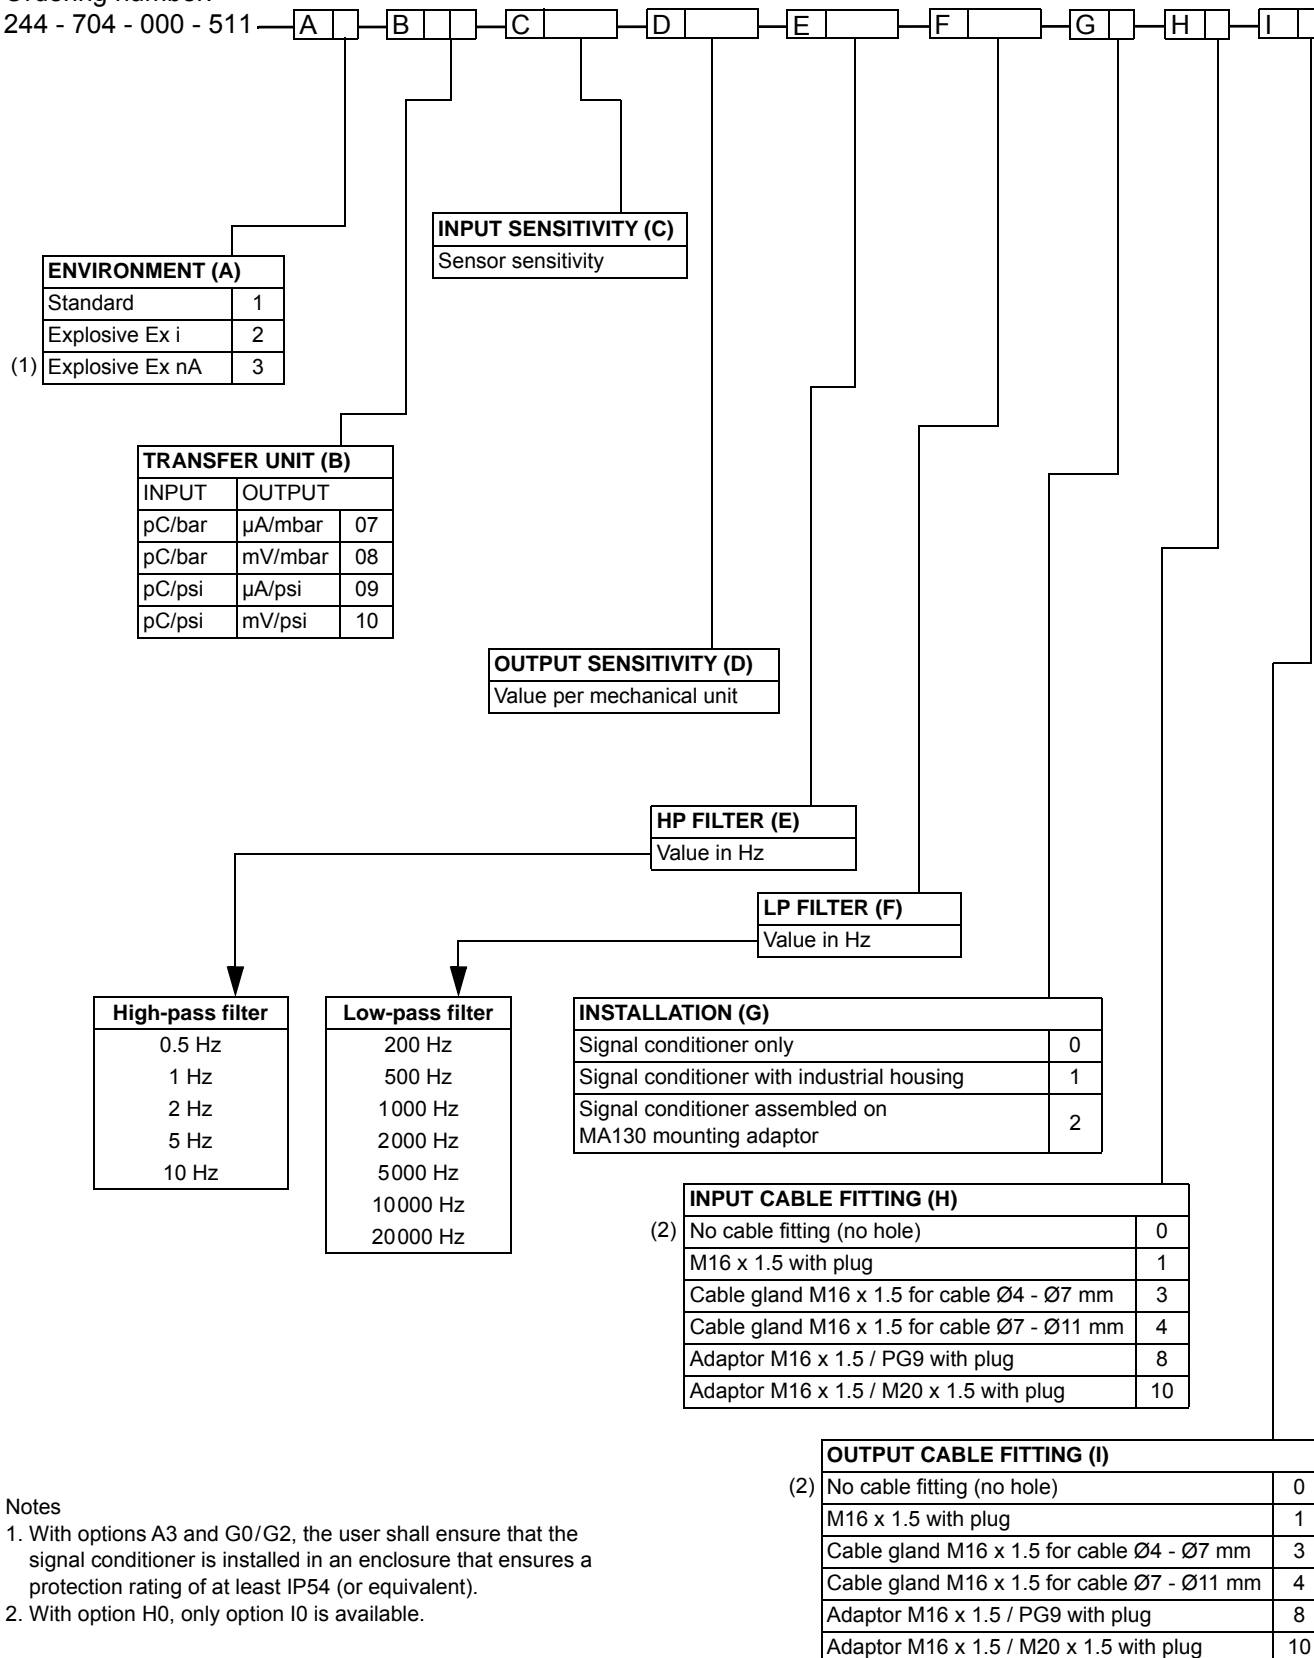 Ordering number:
244 - 704 - 000 - 511 A B C D E F G H I
INPUT SENSITIVITY (C)
Sensor sensitivity
ENVIRONMENT (A)
Standard 1
Explosive Ex i 2
(1) Explosive Ex nA 3
TRANSFER UNIT (B)
INPUT OUTPUT
pC/bar µA/mbar 07
pC/bar mV/mbar 08
pC/psi µA/psi 09
pC/psi mV/psi 10
OUTPUT SENSITIVITY (D)
Value per mechanical unit
HP FILTER (E)
Value in Hz
LP FILTER (F)
Value in Hz
High-pass filter
0.5 Hz
1 Hz
2 Hz
5 Hz
10 Hz
Low-pass filter
200 Hz
500 Hz
1000 Hz
2000 Hz
5000 Hz
10000 Hz
20000 Hz
INSTALLATION (G)
Signal conditioner only 0
Signal conditioner with industrial housing 1
Signal conditioner assembled on
MA130 mounting adaptor 2
INPUT CABLE FITTING (H)
(2) No cable fitting (no hole) 0
M16 x 1.5 with plug 1
Cable gland M16 x 1.5 for cable Ø4 - Ø7 mm 3
Cable gland M16 x 1.5 for cable Ø7 - Ø11 mm 4
Adaptor M16 x 1.5 / PG9 with plug 8
Adaptor M16 x 1.5 / M20 x 1.5 with plug 10
OUTPUT CABLE FITTING (I)
(2) No cable fitting (no hole) 0
M16 x 1.5 with plug 1
Cable gland M16 x 1.5 for cable Ø4 - Ø7 mm 3
Cable gland M16 x 1.5 for cable Ø7 - Ø11 mm 4
Adaptor M16 x 1.5 / PG9 with plug 8
Adaptor M16 x 1.5 / M20 x 1.5 with plug 10
Notes
1. With options A3 and G0/G2, the user shall ensure that the
signal conditioner is installed in an enclosure that ensures a
protection rating of at least IP54 (or equivalent).
2. With option H0, only option I0 is available.